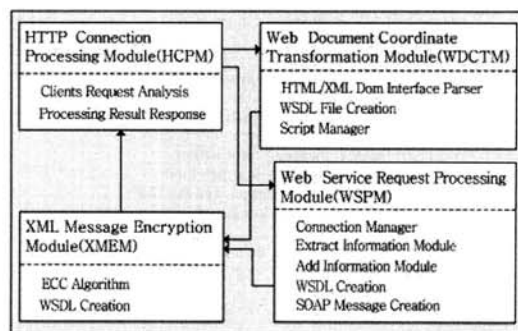 HTTP Connection
Processing Module(HCPM)
Clients Request Analysis
Processing Result Response
Web Document Coordinate
Transformation Module(WDCTM)
HTML/XML Dom Interface Parser
WSDL File Creation
Script Manager
XML Message Encryption
Module(XMEM)
ECC Algorithm
WSDL Creation
Web Service Request Processing
Module(WSPM)
Connection Manager
Extract Information Module
Add Information Module
WSDL Creation
SOAP Message Creation